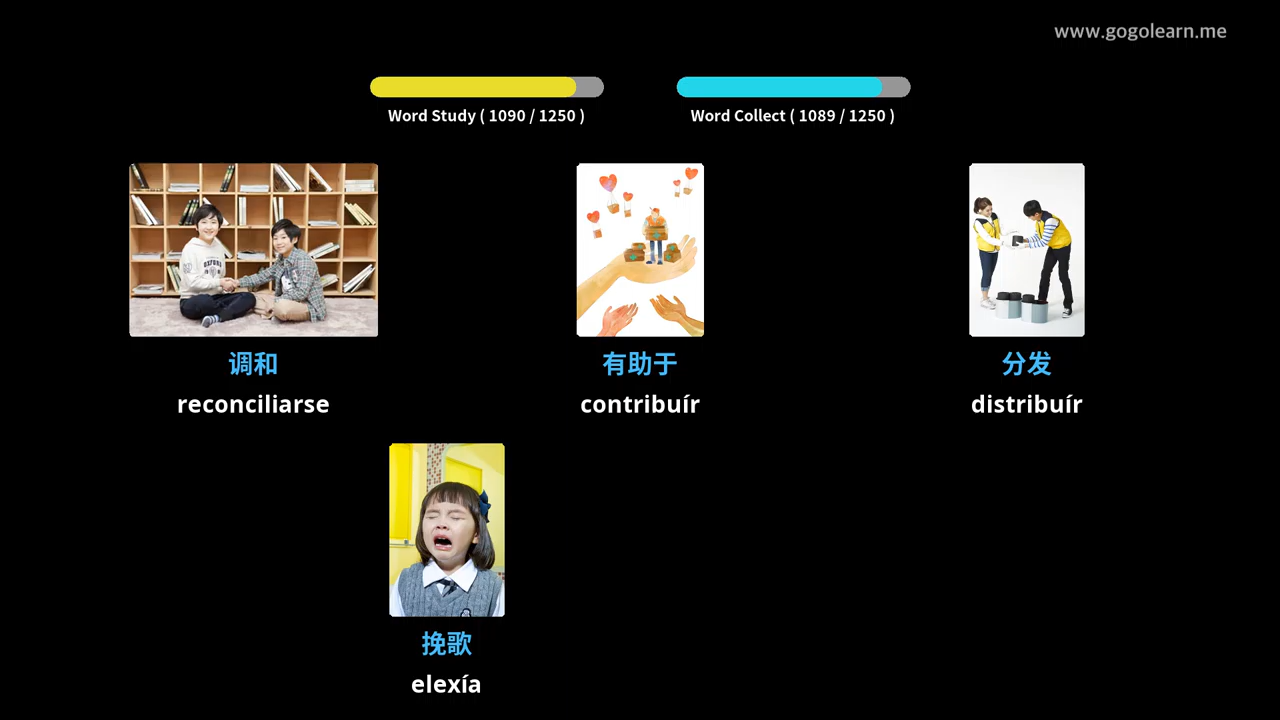 www.gogolearn.me
Word Study ( 1090 / 1250 )
Word Collect ( 1089 / 1250 )
调和
reconciliarse
有助于
contribuír
分发
distribuír
挽歌
elexía